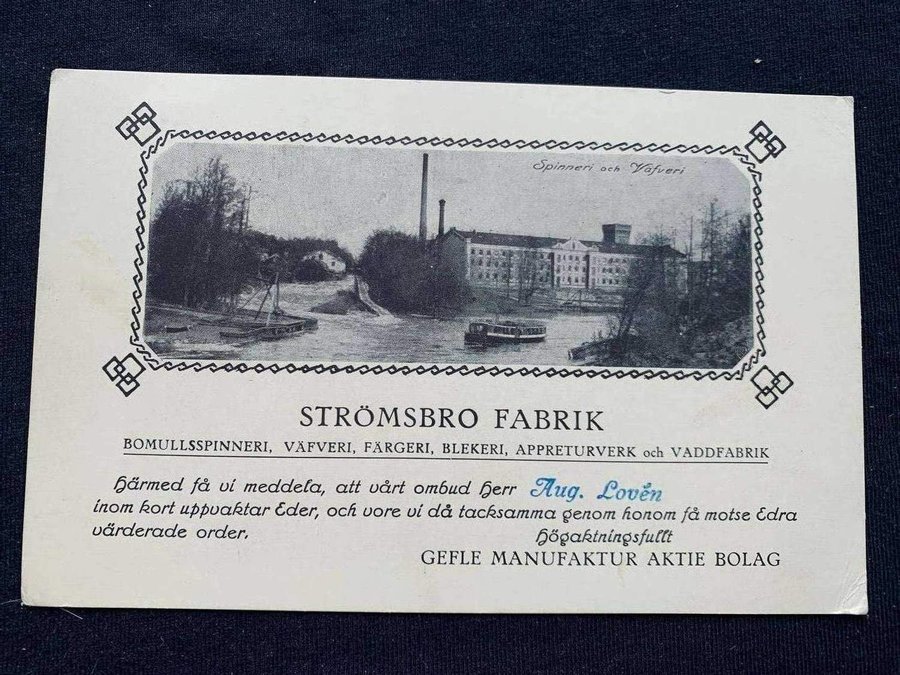 Spinneri och Väfveri
STRÖMSBRO FABRIK
BOMULLSSPINNERI, VÄFVERI, FÄRGERI, BLEKERI, APPRETURVERK och VADDFABRIK
Härmed få vi meddela, att vårt ombud Herr Aug. Lovén
inom kort uppvaktar Eder, och vore vi då tacksamma genom honom få motse Edra
värderade order.
Högaktningsfullt
GEFLE MANUFAKTUR AKTIE BOLAG